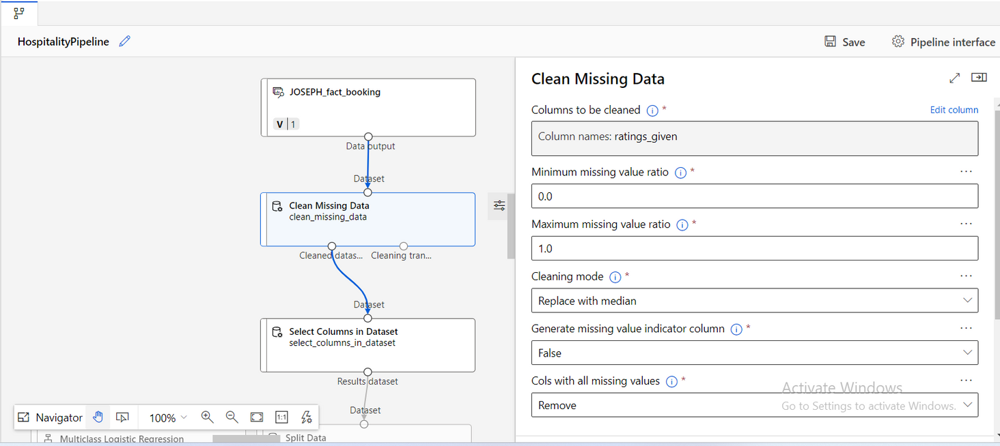 HospitalityPipeline
Save
Pipeline interface
JOSEPH_fact_booking
V 1
Data output
Dataset
Clean Missing Data
clean_missing_data
Cleaned datas... Cleaning tran...
Dataset
Select Columns in Dataset
select_columns_in_dataset
Results dataset
Dataset
Navigator
100%
1:1
Multiclass Logistic Regression
Split Data
Clean Missing Data
Columns to be cleaned i *
Edit column
Column names: ratings_given
Minimum missing value ratio i * ...
0.0
Maximum missing value ratio i * ...
1.0
Cleaning mode i * ...
Replace with median
Generate missing value indicator column i * ...
False
Cols with all missing values i * ...
Remove
Activate Windows
Go to Settings to activate Windows.